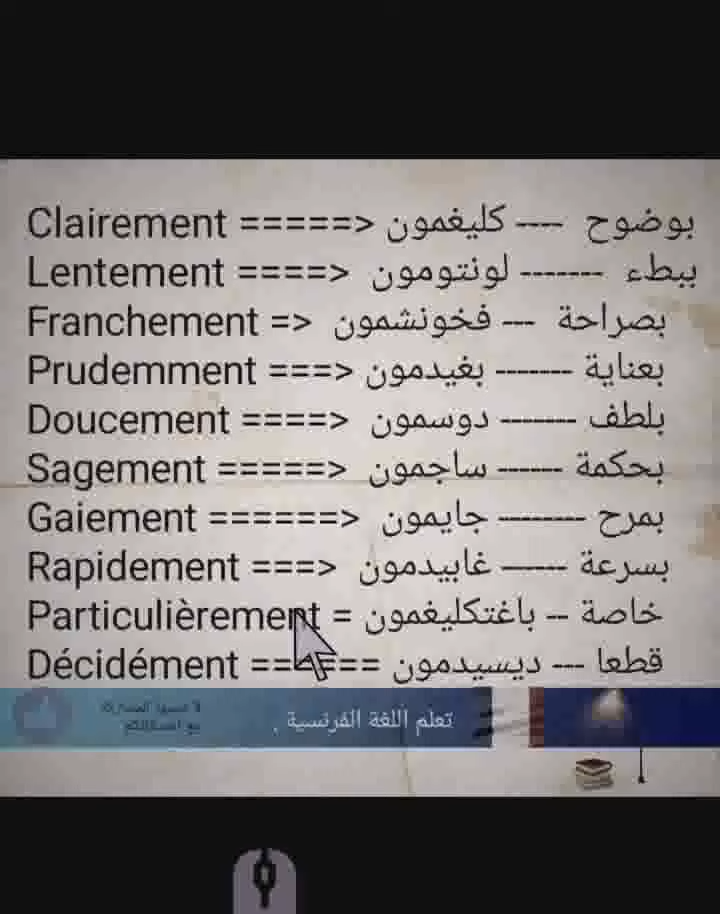 Clairement =====> كليغمون ---- بوضوح
Lentement ====> لونتومون ------- ببطء
Franchement => فخونشمون --- بصراحة
Prudemment ===> بغيدمون ------- بعناية
Doucement ====> دوسمون ------- بلطف
Sagement =====> ساجمون ------ بحكمة
Gaiement ======> جايمون -------- بمرح
Rapidement ===> غابيدمون ------ بسرعة
Particulièrement = باغتكليغمون -- خاصة
Décidément ====== ديسيدمون --- قطعا
تعلم اللغة الفرنسية